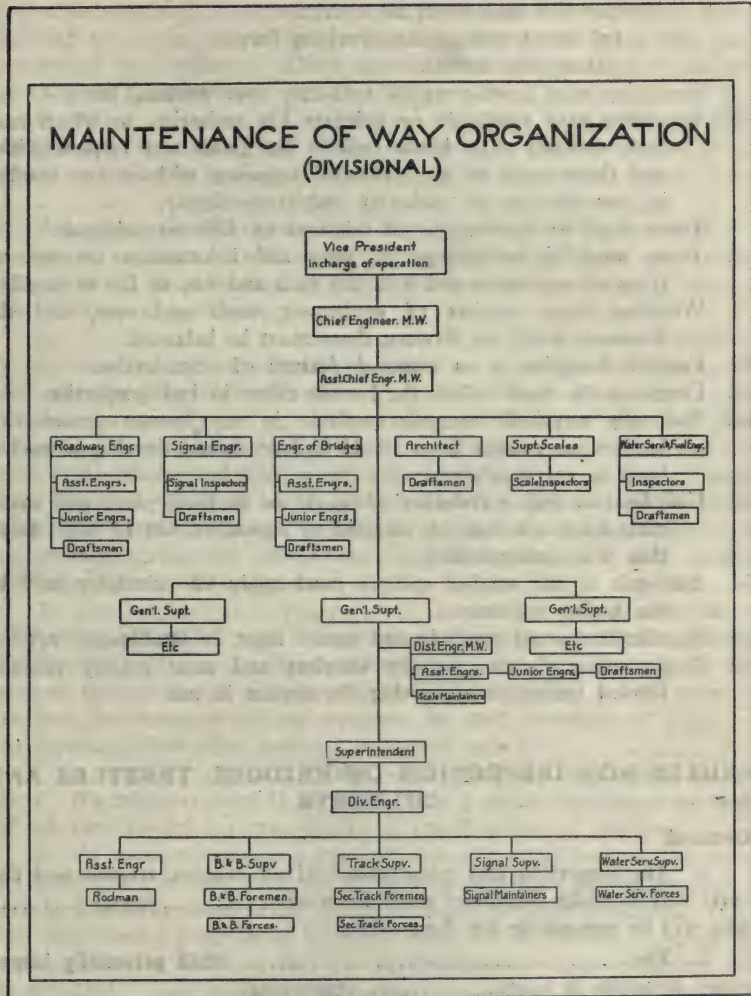 MAINTENANCE OF WAY ORGANIZATION
(DIVISIONAL)
Vice President
In charge of operation
Chief Engineer. M.W.
Asst. Chief Engr. M.W.
Roadway Engr. Signal Engr. Engr. of Bridges Architect Supt. Scales Water Serv. & Fuel Engr.
Asst. Engrs. Signal Inspectors Asst. Engrs. Draftsmen Scale Inspectors Inspectors
Junior Engrs. Draftsmen Junior Engrs. Draftsmen
Draftsmen Draftsmen
Gen'l. Supt. Gen'l. Supt. Gen'l. Supt.
Etc Etc
Dist. Engr. M.W.
Asst. Engrs. Junior Engrs. Draftsmen
Scale Maintainers
Superintendent
Div. Engr.
Asst. Engr B. & B. Supv Track Supv. Signal Supv. Water Serv. Supv.
Rodman B. & B. Foremen. Sec. Track Foremen Signal Maintainers Water Serv. Forces
B. & B. Forces. Sec. Track Forces.